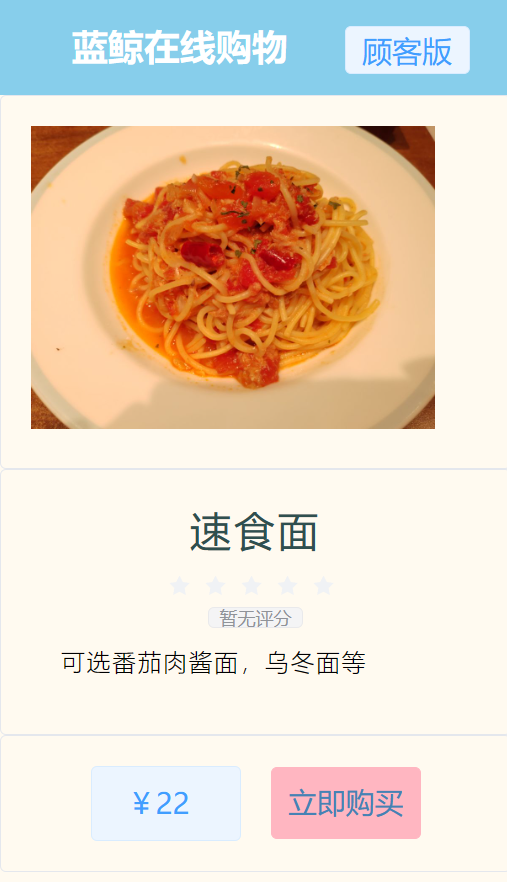 蓝鲸在线购物
顾客版
速食面
暂无评分
可选番茄肉酱面，乌冬面等
￥22
立即购买